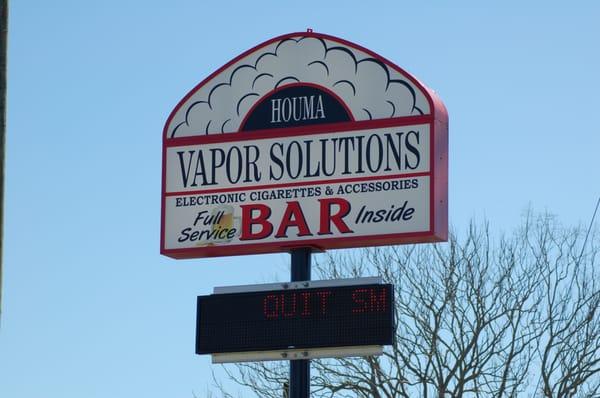 HOUMA
VAPOR SOLUTIONS
ELECTRONIC CIGARETTES & ACCESSORIES
Full Service BAR Inside
QUIT SM